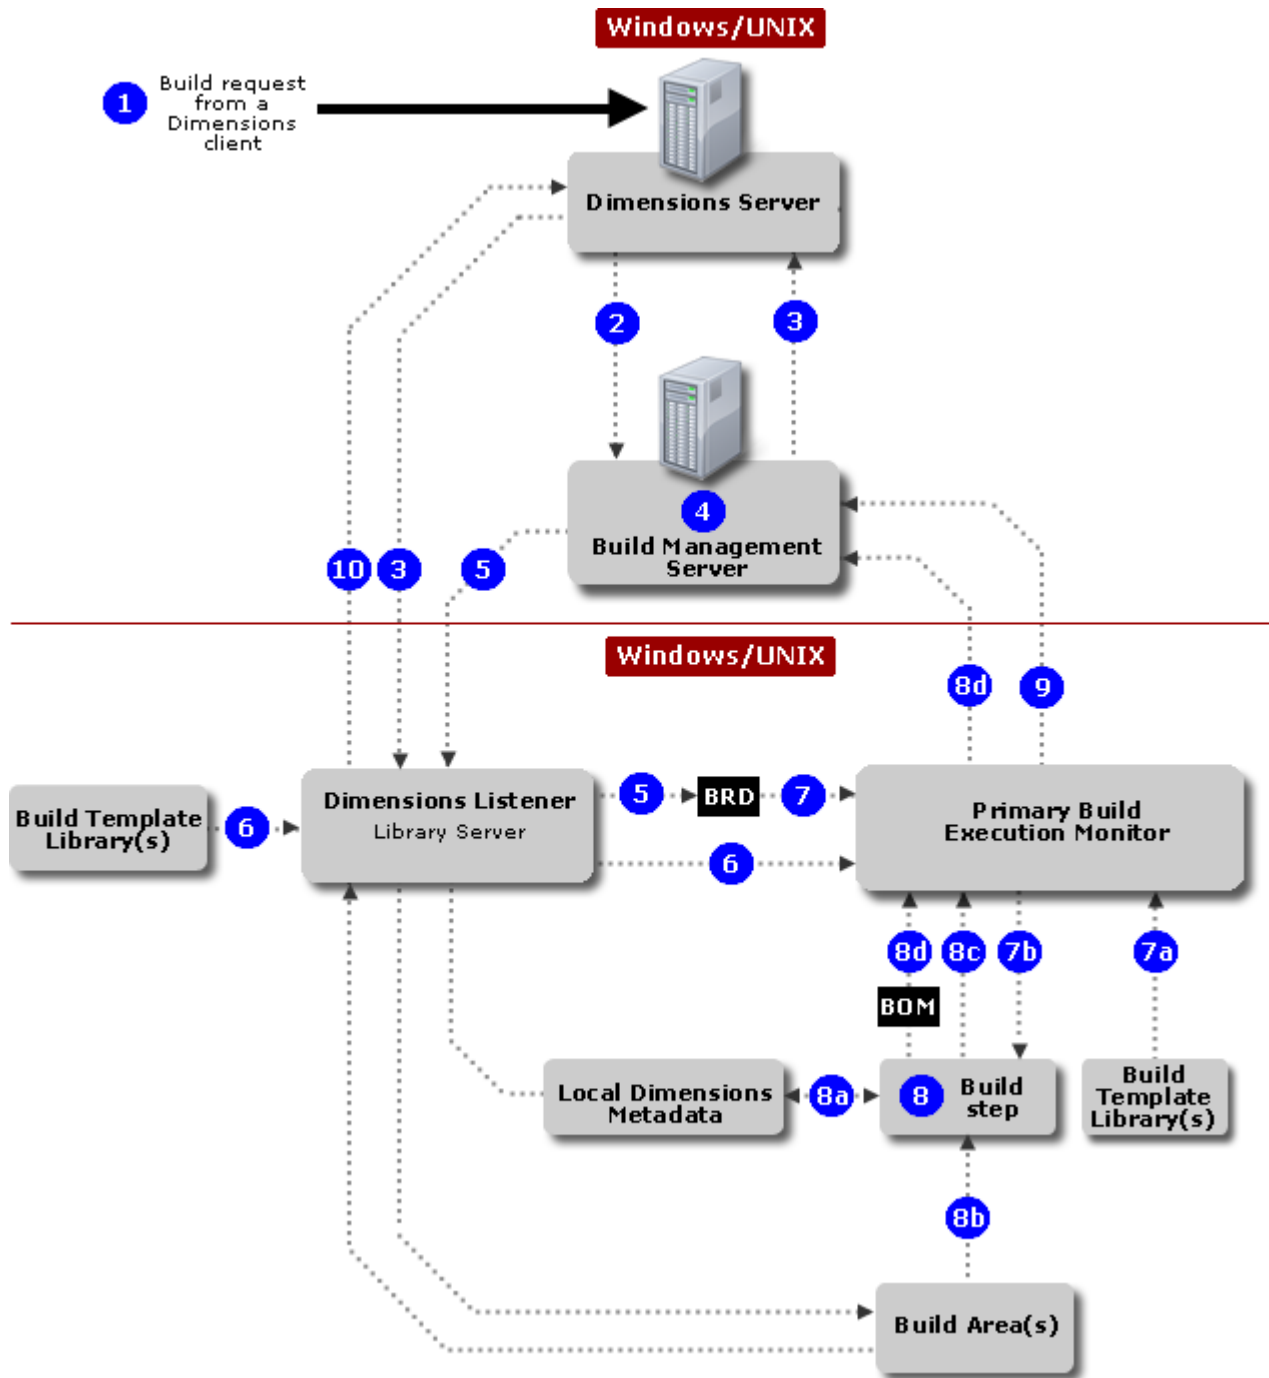 Windows/UNIX
1
Build request
from a
Dimensions
client
Dimensions Server
2
3
4
Build Management
Server
10
3
5
Windows/UNIX
8d
9
Build Template
Library(s)
6
Dimensions Listener
Library Server
5
BRD
7
6
Primary Build
Execution Monitor
8d
8c
7b
7a
BOM
Local Dimensions
Metadata
8a
8
Build
step
Build
Template
Library(s)
8b
Build Area(s)